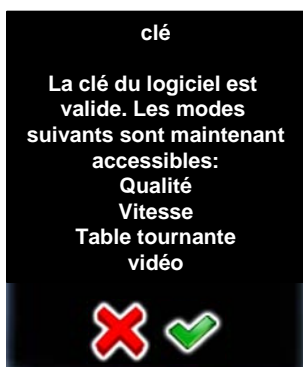 clé
La clé du logiciel est
valide. Les modes
suivants sont maintenant
accessibles:
Qualité
Vitesse
Table tournante
vidéo